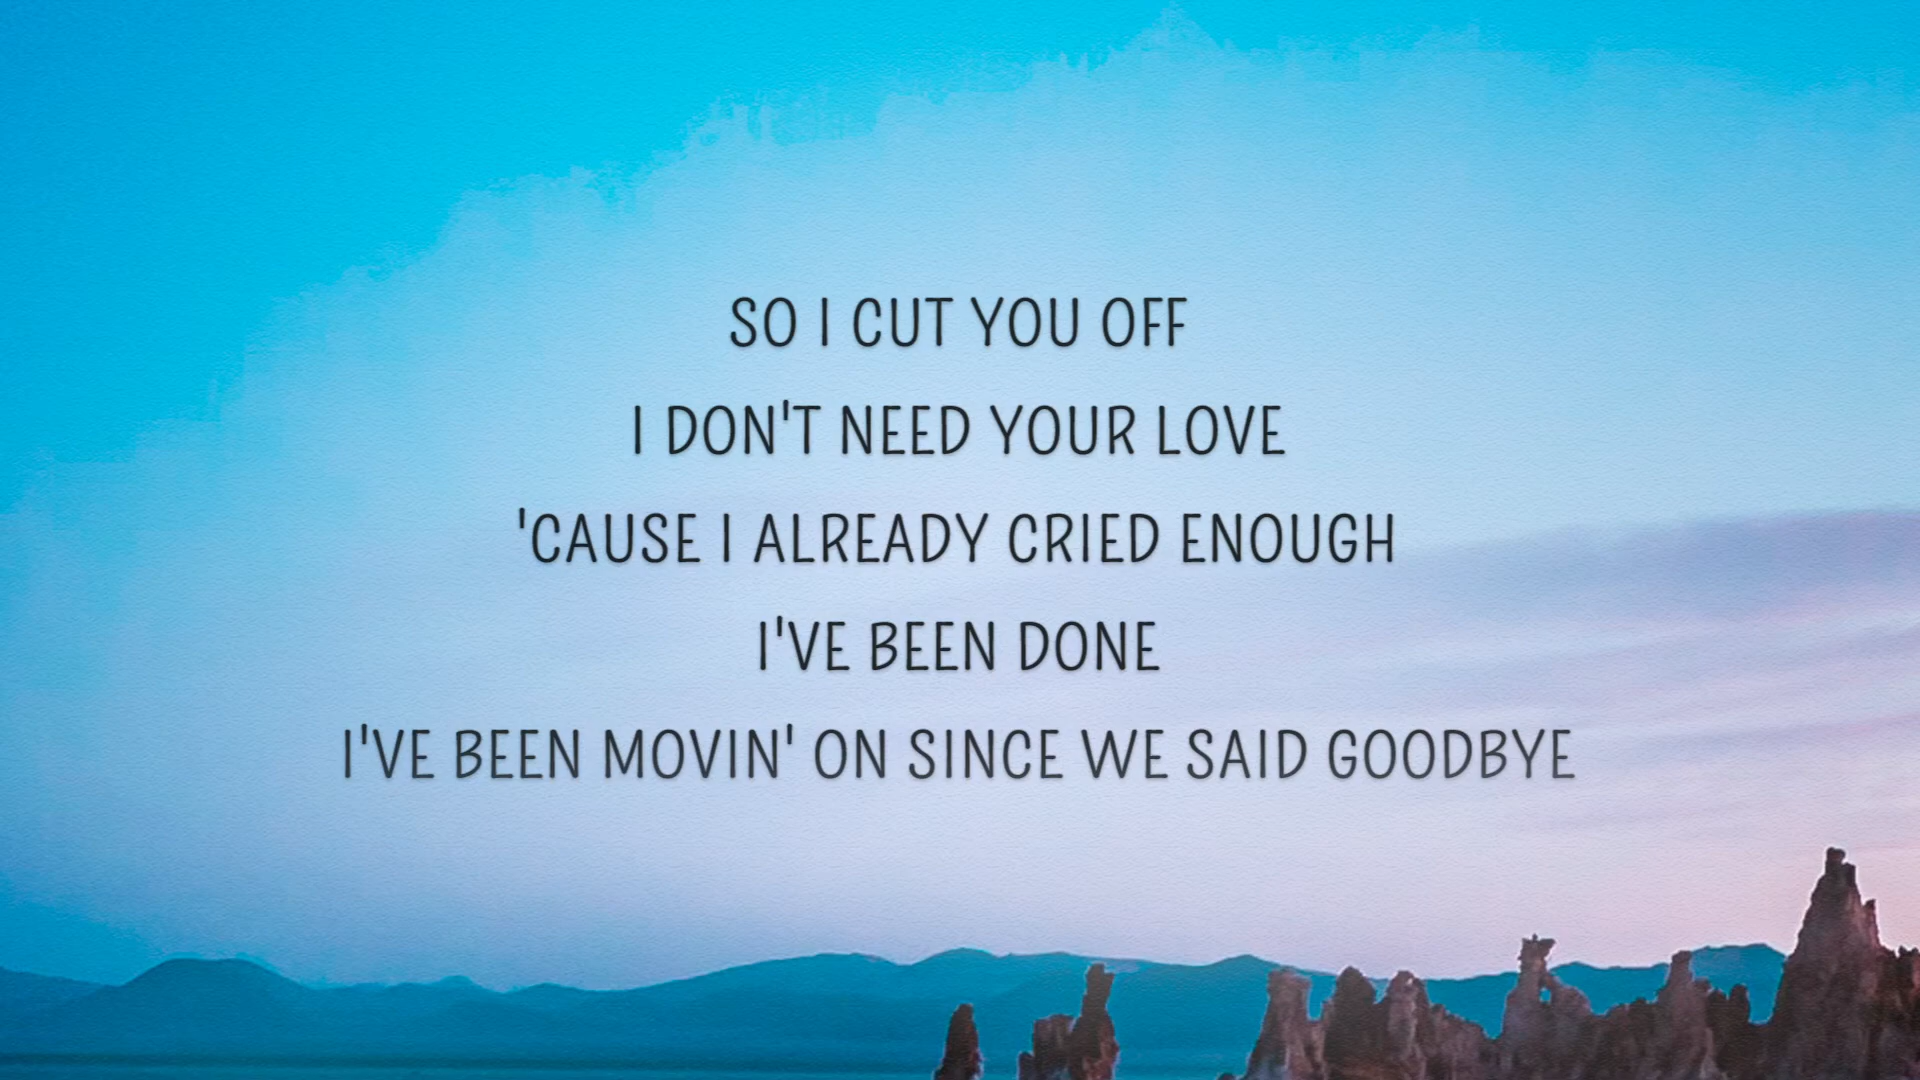 SO I CUT YOU OFF
I DON'T NEED YOUR LOVE
'CAUSE I ALREADY CRIED ENOUGH
I'VE BEEN DONE
I'VE BEEN MOVIN' ON SINCE WE SAID GOODBYE